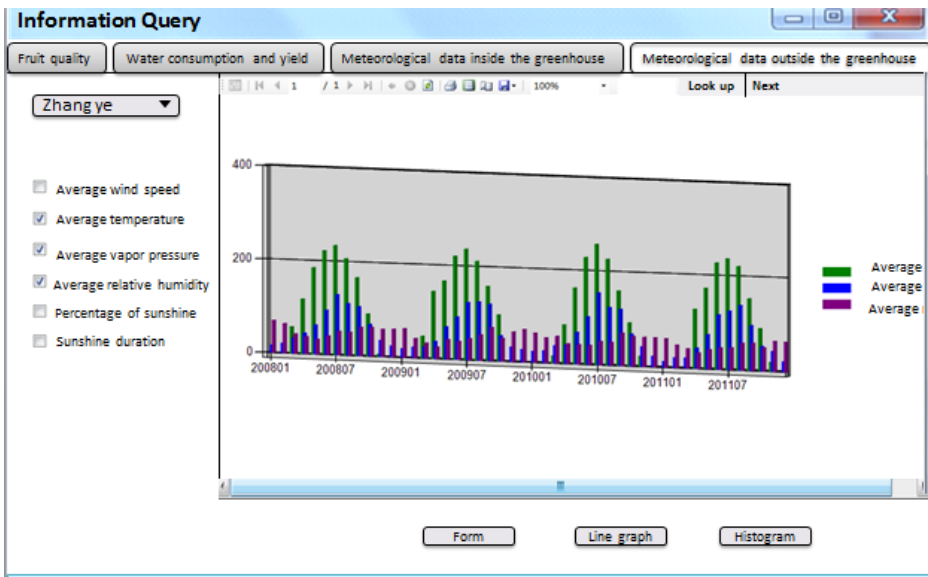 Information Query
Fruit quality
Water consumption and yield
Meteorological data inside the greenhouse
Meteorological data outside the greenhouse
Zhang ye
1 / 1
100%
Look up
Next
Average wind speed
Average temperature
Average vapor pressure
Average relative humidity
Percentage of sunshine
Sunshine duration
400
200
0
200801 200807 200901 200907 201001 201007 201101 201107
Average
Average
Average
Form
Line graph
Histogram